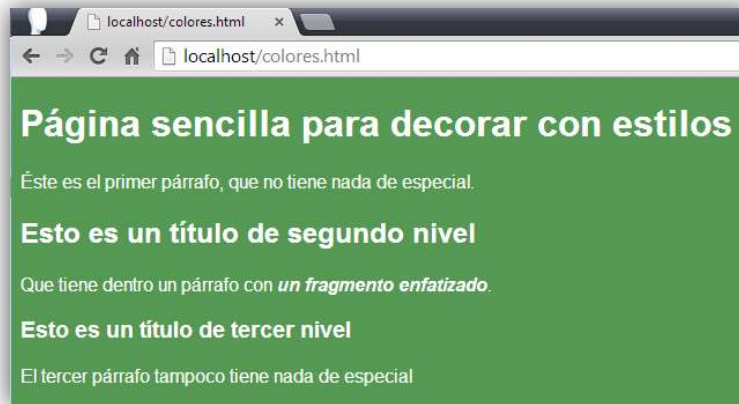 localhost/colores.html
localhost/colores.html
Página sencilla para decorar con estilos
Éste es el primer párrafo, que no tiene nada de especial.
Esto es un título de segundo nivel
Que tiene dentro un párrafo con un fragmento enfatizado.
Esto es un título de tercer nivel
El tercer párrafo tampoco tiene nada de especial